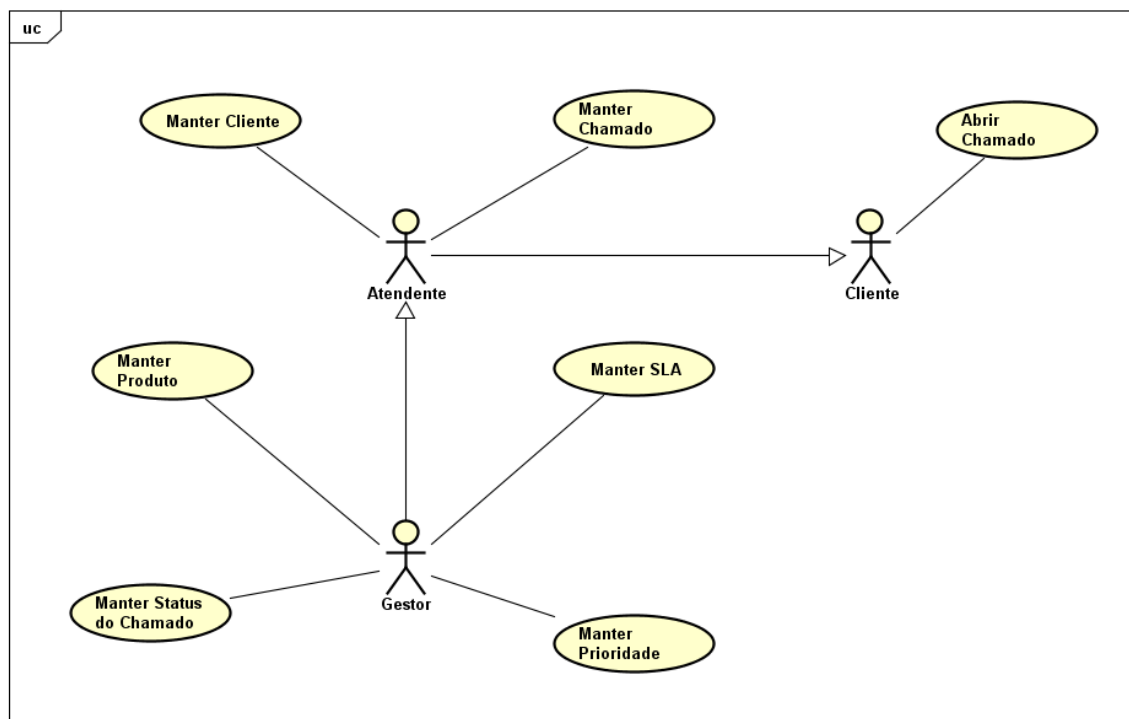 uc
Manter Cliente
Manter
Chamado
Abrir
Chamado
Atendente
Cliente
Manter
Produto
Manter SLA
Manter Status
do Chamado
Gestor
Manter
Prioridade